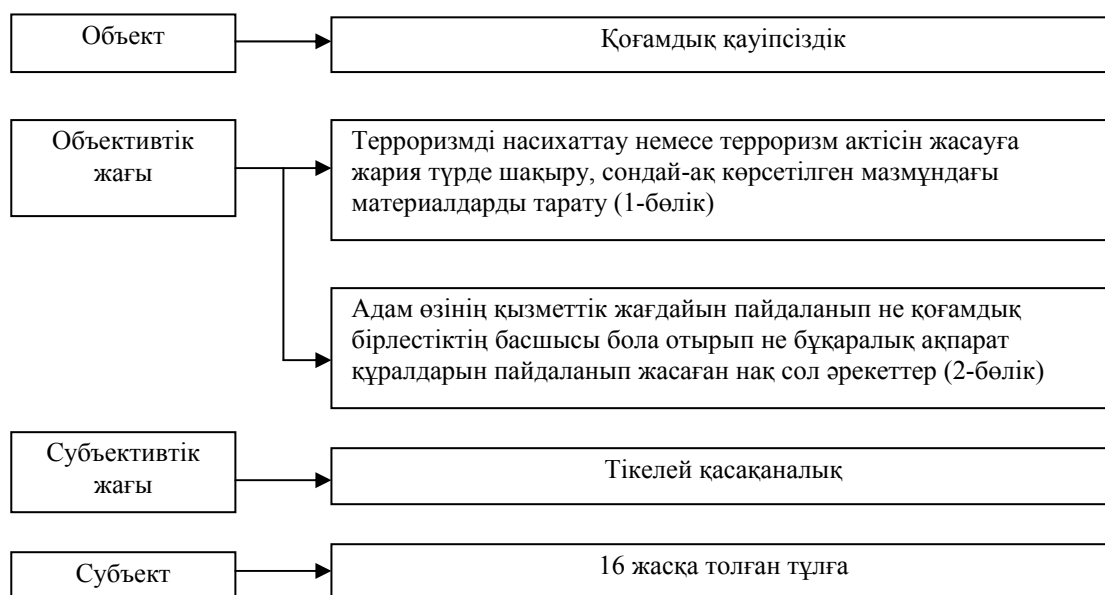 Объект
Қоғамдық қауіпсіздік
Объективтік
жағы
Терроризмді насихаттау немесе терроризм актісін жасауға
жария түрде шақыру, сондай-ақ көрсетілген мазмұндағы
материалдарды тарату (1-бөлік)
Адам өзінің қызметтік жағдайын пайдаланып не қоғамдық
бірлестіктің басшысы бола отырып не бұқаралық ақпарат
құралдарын пайдаланып жасаған нақ сол әрекеттер (2-бөлік)
Субъективтік
жағы
Тікелей қасақаналық
Субъект
16 жасқа толған тұлға